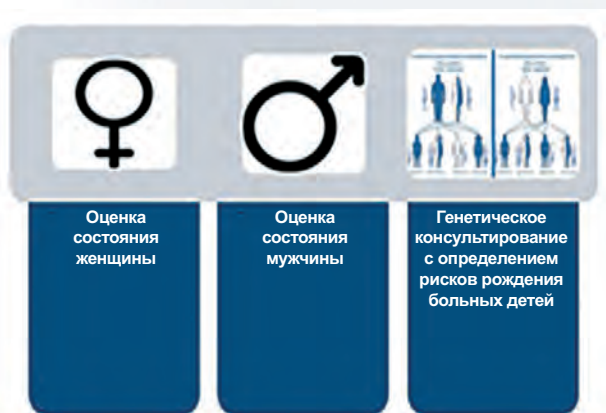 Оценка
состояния
женщины
Оценка
состояния
мужчины
Генетическое
консультирование
с определением
рисков рождения
больных детей